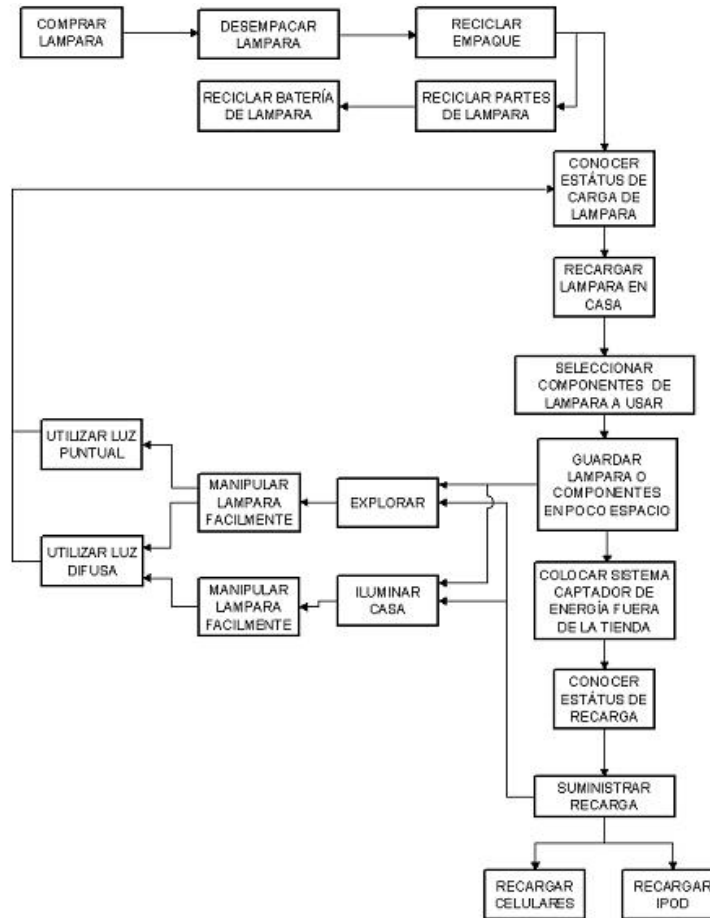 COMPRAR
LAMPARA
DESEMPACAR
LAMPARA
RECICLAR
EMPAQUE
RECICLAR BATERÍA
DE LAMPARA
RECICLAR PARTES
DE LAMPARA
CONOCER
ESTÁTUS DE
CARGA DE
LAMPARA
RECARGAR
LAMPARA EN
CASA
SELECCIONAR
COMPONENTES DE
LAMPARA A USAR
UTILIZAR LUZ
PUNTUAL
MANIPULAR
LAMPARA
FACILMENTE
EXPLORAR
GUARDAR
LAMPARA O
COMPONENTES
EN POCO ESPACIO
UTILIZAR LUZ
DIFUSA
MANIPULAR
LAMPARA
FACILMENTE
ILUMINAR
CASA
COLOCAR SISTEMA
CAPTADOR DE
ENERGÍA FUERA
DE LA TIENDA
CONOCER
ESTÁTUS DE
RECARGA
SUMINISTRAR
RECARGA
RECARGAR
CELULARES
RECARGAR
IPOD